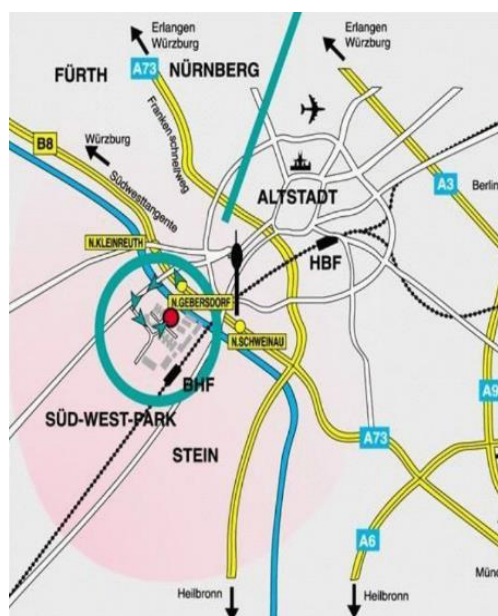 Erlangen
Würzburg
Erlangen
Würzburg
FÜRTH
A73
NÜRNBERG
Frankenschnellweg
B8
Würzburg
Südwesttangente
ALTSTADT
A3
Berlin
N.KLEINREUTH
HBF
N.GEBERSDORF
N.SCHWEINAU
BHF
A9
SÜD-WEST-PARK
STEIN
A73
A6
Münc
Heilbronn
Heilbronn